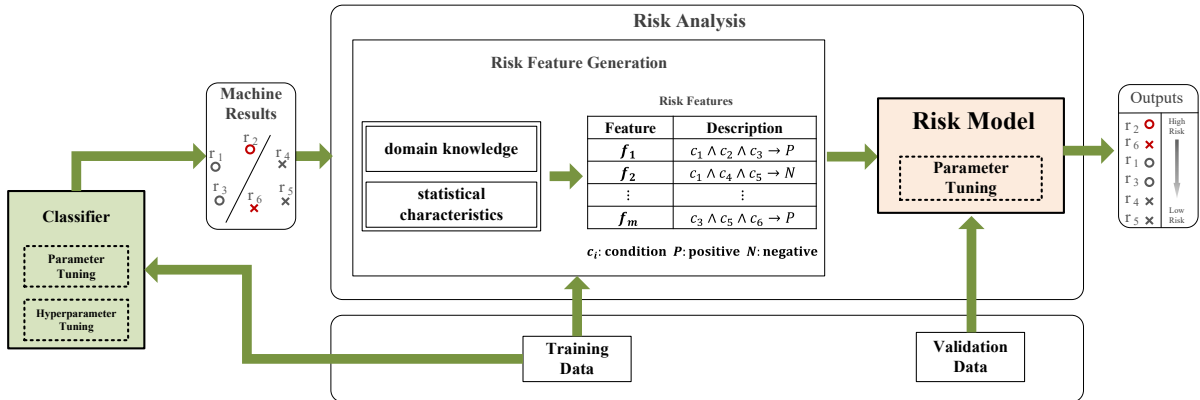 Risk Analysis
Risk Feature Generation
Machine
Results
r2
r1
r4
r3
r6
r5
Classifier
Parameter
Tuning
Hyperparameter
Tuning
domain knowledge
statistical
characteristics
Risk Features
Feature Description
f1 c1 ∧ c2 ∧ c3 → P
f2 c1 ∧ c4 ∧ c5 → N
⋮ ⋮
fm c3 ∧ c5 ∧ c6 → P
ci: condition P: positive N: negative
Risk Model
Parameter
Tuning
Outputs
r2
r6
r1
r3
r4
r5
High
Risk
Low
Risk
Training
Data
Validation
Data